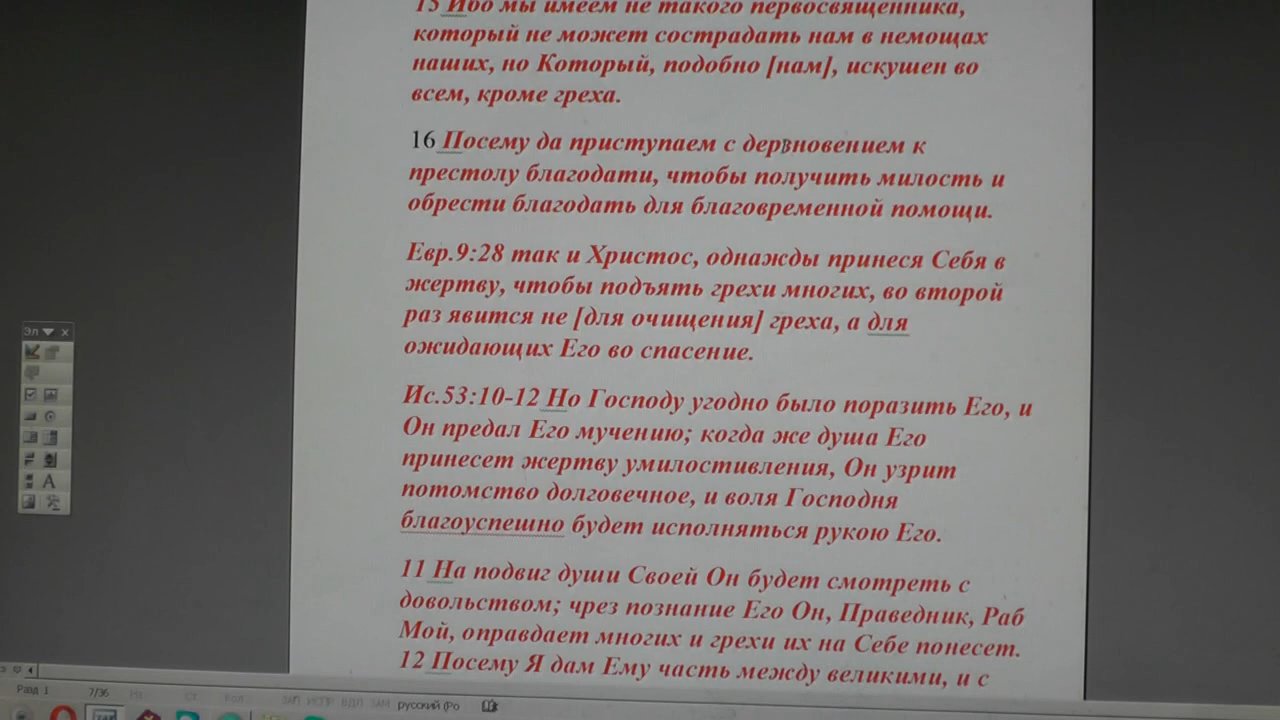 15 Ибо мы имеем не такого первосвященника,
который не может сострадать нам в немощах
наших, но Который, подобно [нам], искушен во
всем, кроме греха.
16 Посему да приступаем с дерзновением к
престолу благодати, чтобы получить милость и
обрести благодать для благовременной помощи.
Евр.9:28 так и Христос, однажды принеся Себя в
жертву, чтобы подъять грехи многих, во второй
раз явится не [для очищения] греха, а для
ожидающих Его во спасение.
Ис.53:10-12 Но Господу угодно было поразить Его, и
Он предал Его мучению; когда же душа Его
принесет жертву умилостивления, Он узрит
потомство долговечное, и воля Господня
благоуспешно будет исполняться рукою Его.
11 На подвиг души Своей Он будет смотреть с
довольством; чрез познание Его Он, Праведник, Раб
Мой, оправдает многих и грехи их на Себе понесет.
12 Посему Я дам Ему часть между великими, и с
Эл
A
Разд 1 7/36 Кол ЗАП ИСПР ВДЛ ЗАМ русский (Ро